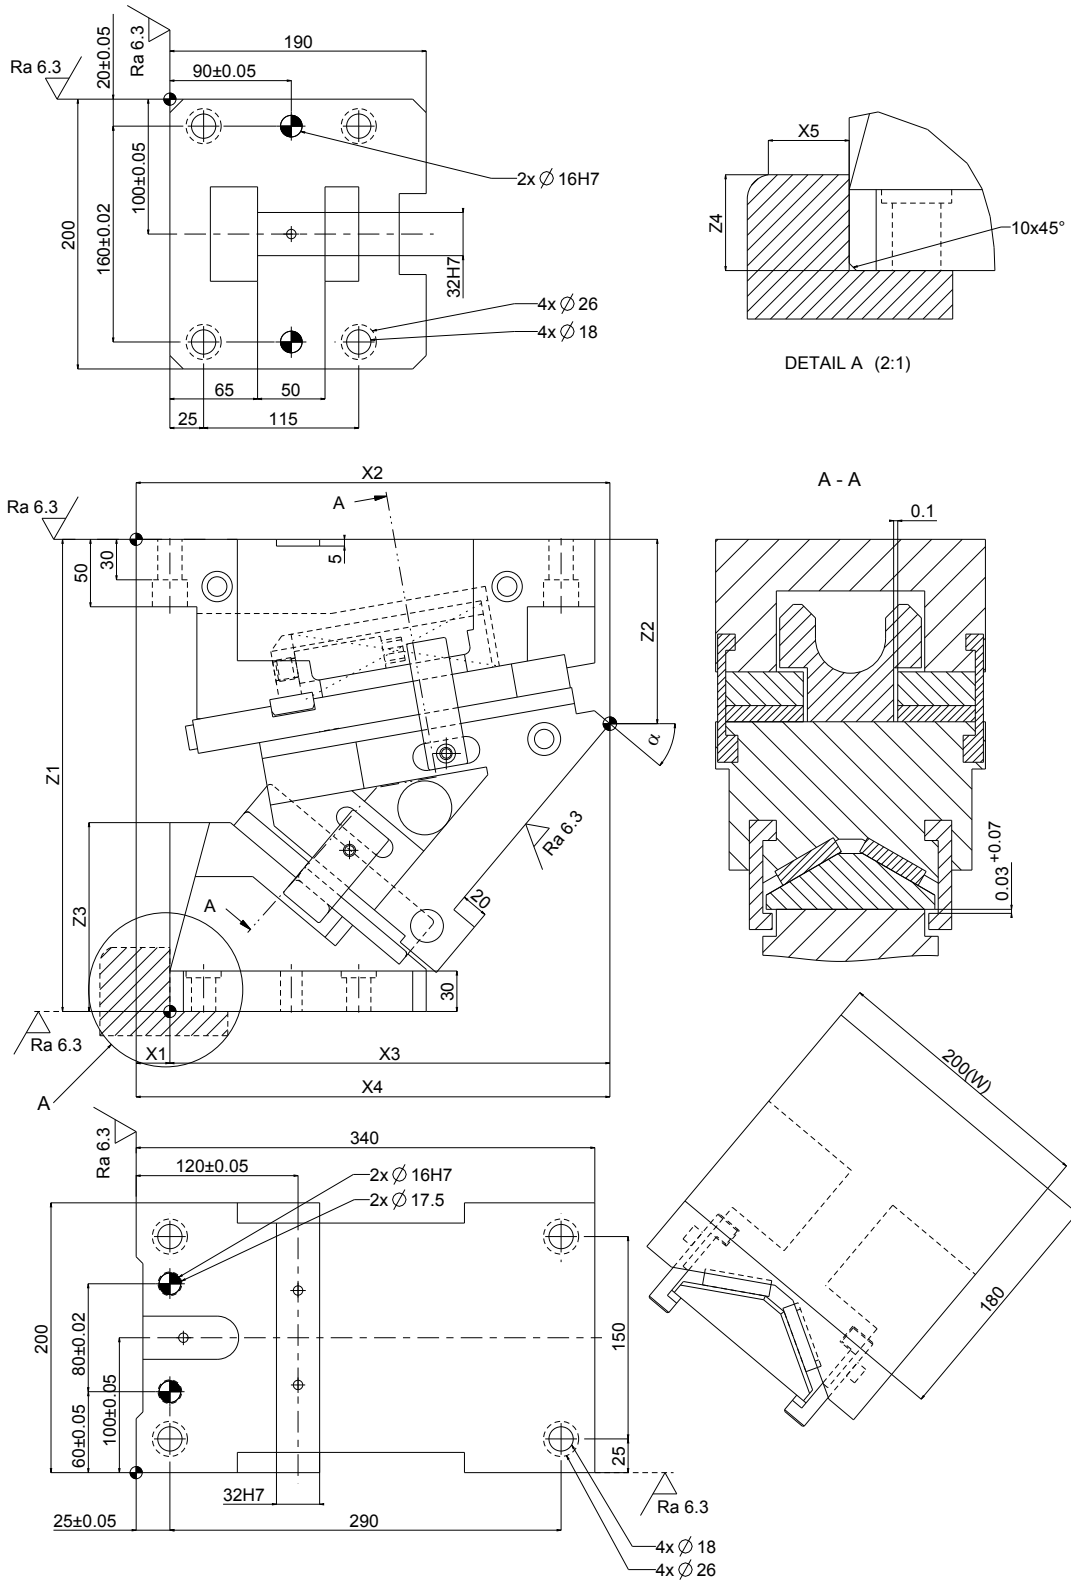 Ra 6.3
20±0.05
Ra 6.3
190
90±0.05
200
160±0.02
100±0.05
2x ∅ 16H7
32H7
4x ∅ 26
4x ∅ 18
65
50
25
115
X5
Z4
10x45°
DETAIL A (2:1)
X2
A
Ra 6.3
50
30
5
Z2
Z1
α
Ra 6.3
Z3
A
20
30
Ra 6.3
X1
X3
X4
A
A - A
0.1
0.03 +0.07
Ra 6.3
340
120±0.05
2x ∅ 16H7
2x ∅ 17.5
200
80±0.02
60±0.05
100±0.05
150
25
32H7
Ra 6.3
25±0.05
290
4x ∅ 18
4x ∅ 26
200(W)
180